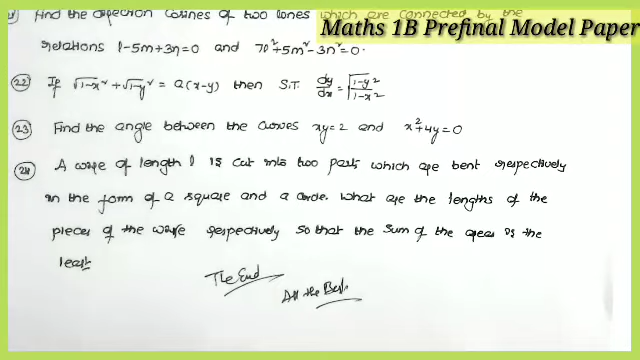 Maths 1B Prefinal Model Paper
Find the direction cosines of two lines which are connected by the
relations l-5m+3n=0 and 7l²+5m²-3n²=0.
22 If √1-x² + √1-y² = a(x-y) then S.T. dy/dx = √1-y²/1-x²
23 Find the angle between the curves xy=2 and x²+4y=0
24 A wire of length l is cut into two parts which are bent respectively
in the form of a square and a circle. What are the lengths of the
pieces of the wire respectively so that the sum of the areas is the
least
The End
All the Best